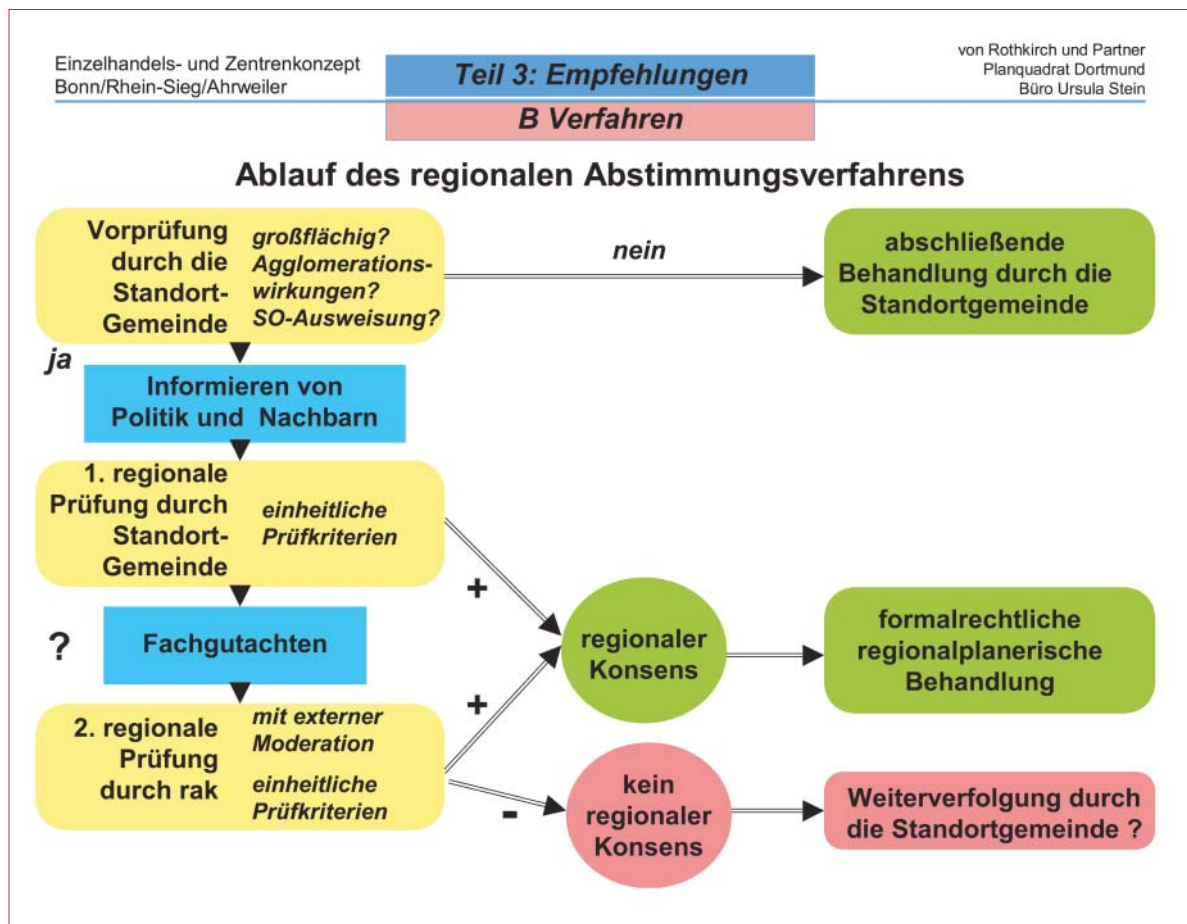 Einzelhandels- und Zentrenkonzept
Bonn/Rhein-Sieg/Ahrweiler
Teil 3: Empfehlungen
B Verfahren
von Rothkirch und Partner
Planquadrat Dortmund
Büro Ursula Stein
Ablauf des regionalen Abstimmungsverfahrens
Vorprüfung
durch die
Standort-
Gemeinde
großflächig?
Agglomerations-
wirkungen?
SO-Ausweisung?
nein
abschließende
Behandlung durch die
Standortgemeinde
ja
Informieren von
Politik und Nachbarn
1. regionale
Prüfung durch
Standort-
Gemeinde
einheitliche
Prüfkriterien
+
?
Fachgutachten
regionaler
Konsens
formalrechtliche
regionalplanerische
Behandlung
2. regionale
Prüfung
durch rak
mit externer
Moderation
einheitliche
Prüfkriterien
+
-
kein
regionaler
Konsens
Weiterverfolgung durch
die Standortgemeinde ?